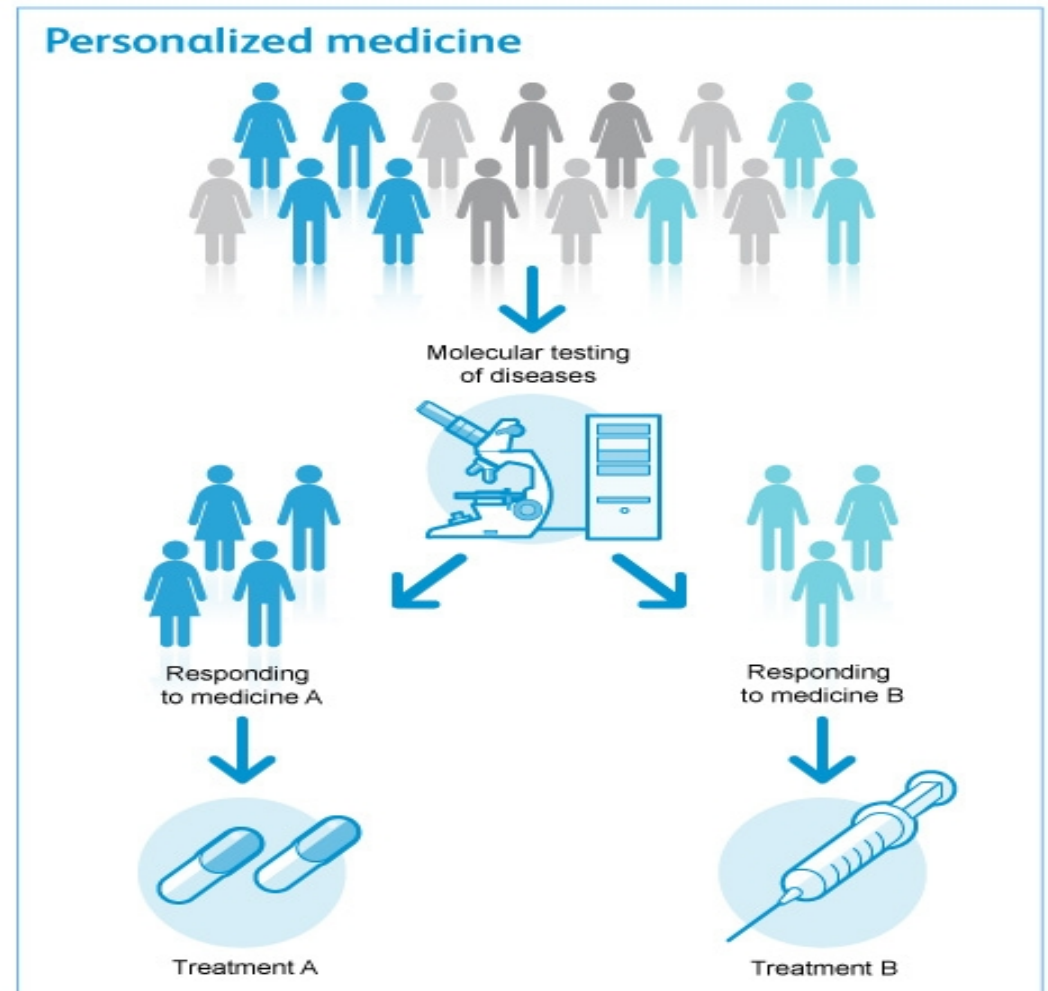 Personalized medicine
Molecular testing
of diseases
Responding
to medicine A
Responding
to medicine B
Treatment A
Treatment B